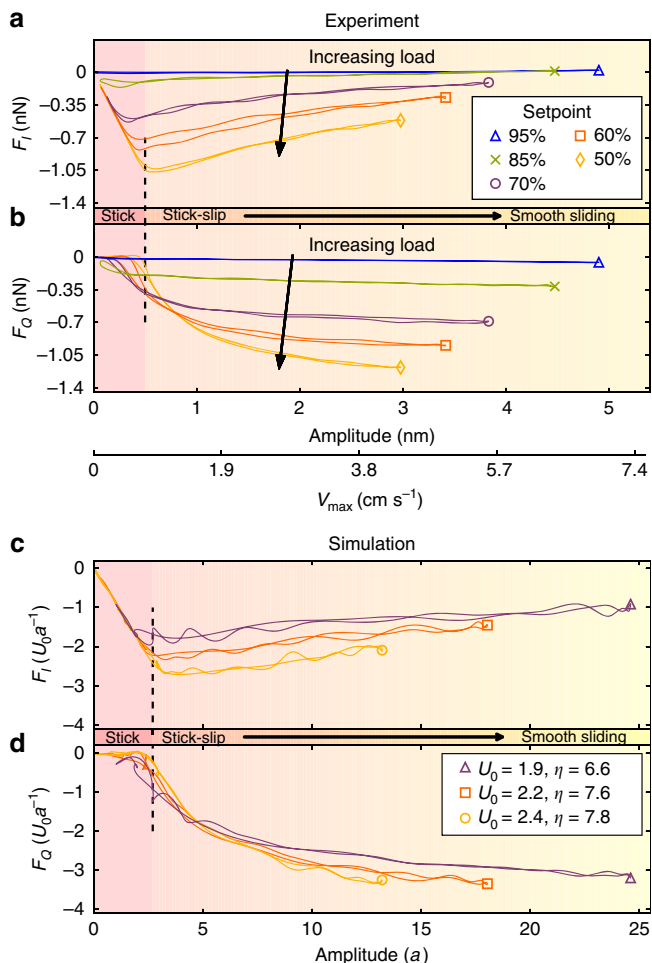 a
Experiment
Increasing load
0
−0.35
−0.7
−1.05
−1.4
F_I (nN)
Setpoint
95%
60%
85%
50%
70%
Stick
Stick-slip
Smooth sliding
b
Increasing load
0
−0.35
−0.7
−1.05
−1.4
F_Q (nN)
0 1 2 3 4 5
Amplitude (nm)
0 1.9 3.8 5.7 7.4
V_max (cm s⁻¹)
c
Simulation
0
−1
−2
−3
−4
F_I (U₀a⁻¹)
Stick
Stick-slip
Smooth sliding
d
0
−1
−2
−3
−4
F_Q (U₀a⁻¹)
U₀ = 1.9, η = 6.6
U₀ = 2.2, η = 7.6
U₀ = 2.4, η = 7.8
0 5 10 15 20 25
Amplitude (a)